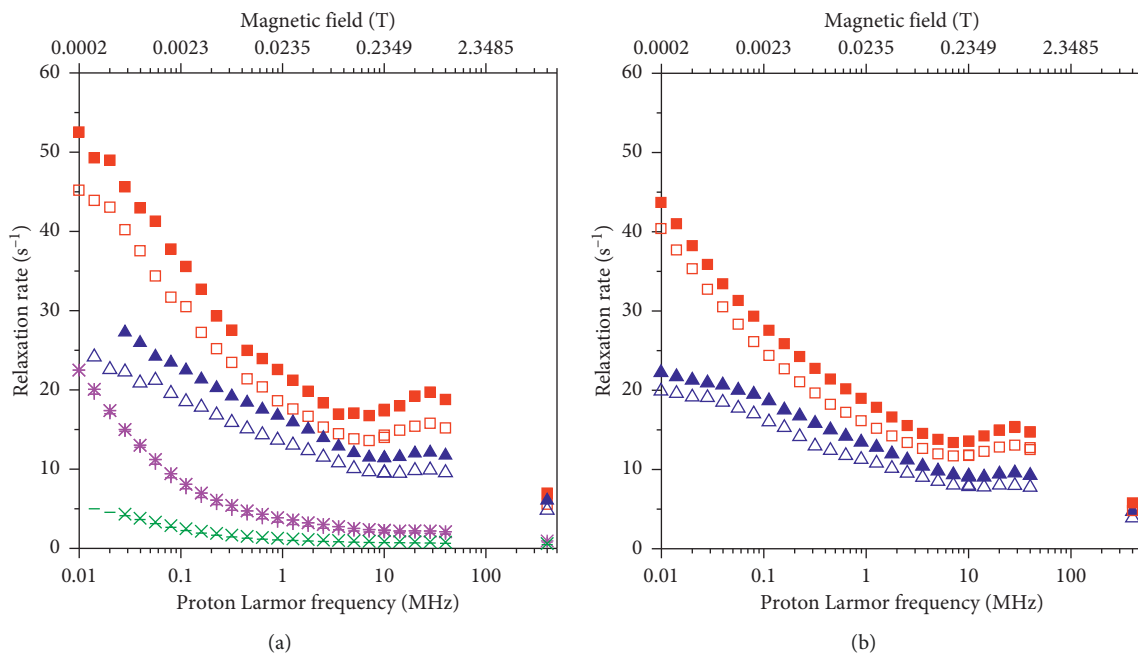 Magnetic field (T)
0.0002 0.0023 0.0235 0.2349 2.3485
60
50
40
30
20
10
0
Relaxation rate (s⁻¹)
0.01 0.1 1 10 100
Proton Larmor frequency (MHz)
(a)
Magnetic field (T)
0.0002 0.0023 0.0235 0.2349 2.3485
60
50
40
30
20
10
0
Relaxation rate (s⁻¹)
0.01 0.1 1 10 100
Proton Larmor frequency (MHz)
(b)